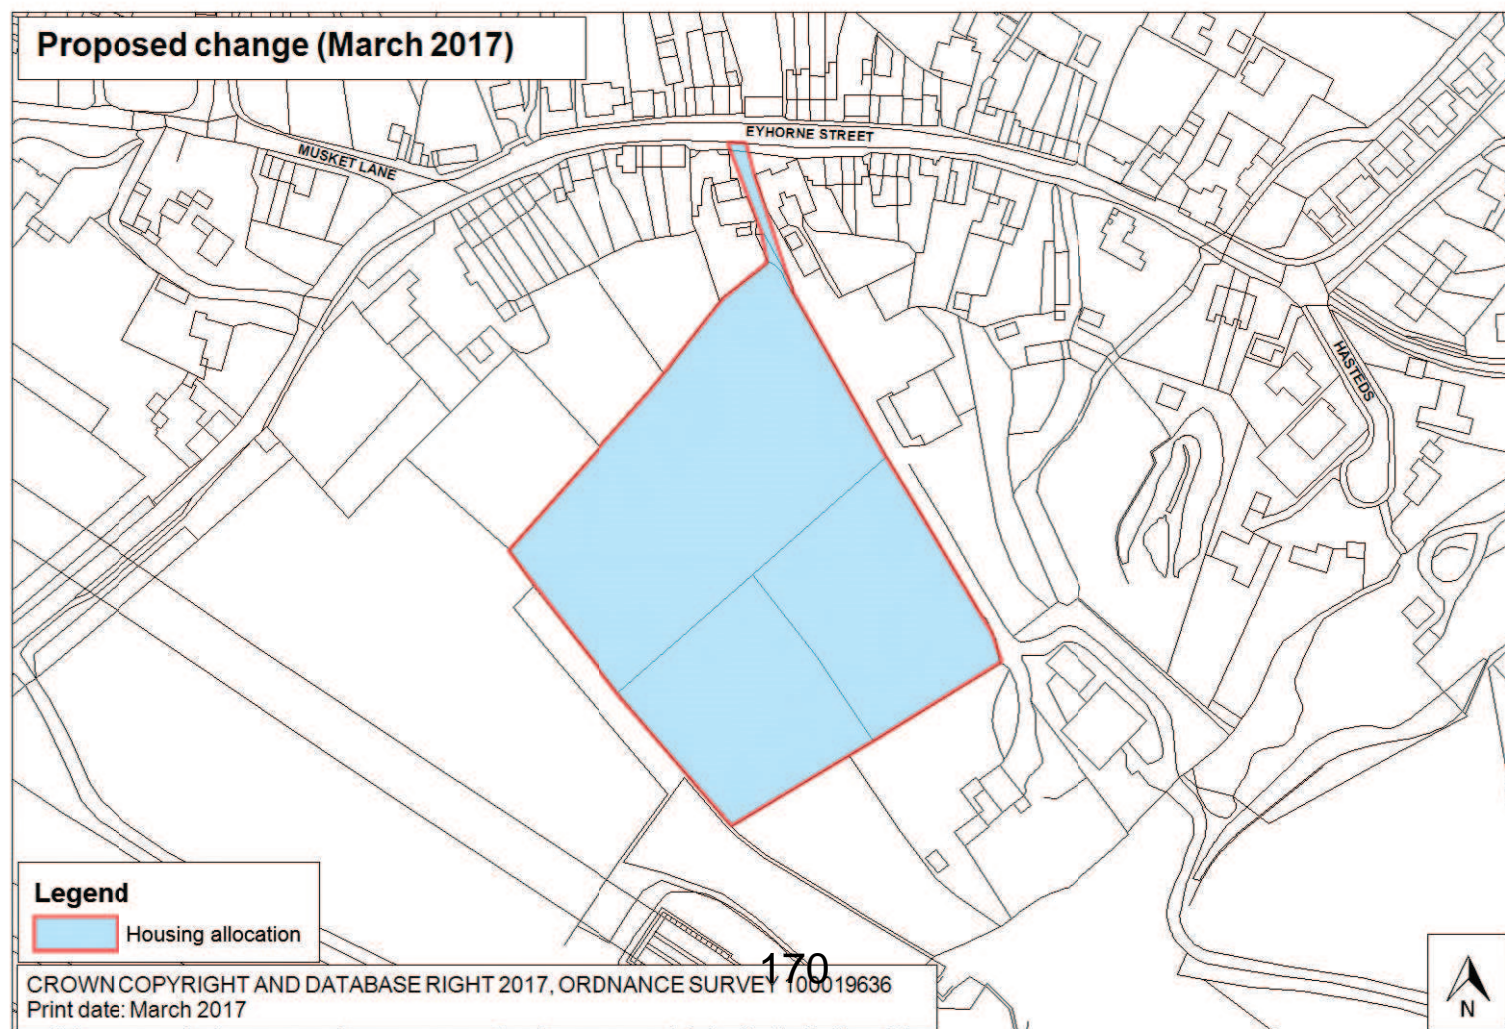 Proposed change (March 2017)
EYHORNE STREET
MUSKET LANE
HASTEDS
Legend
Housing allocation
170
CROWN COPYRIGHT AND DATABASE RIGHT 2017, ORDNANCE SURVEY 100019636
Print date: March 2017
N